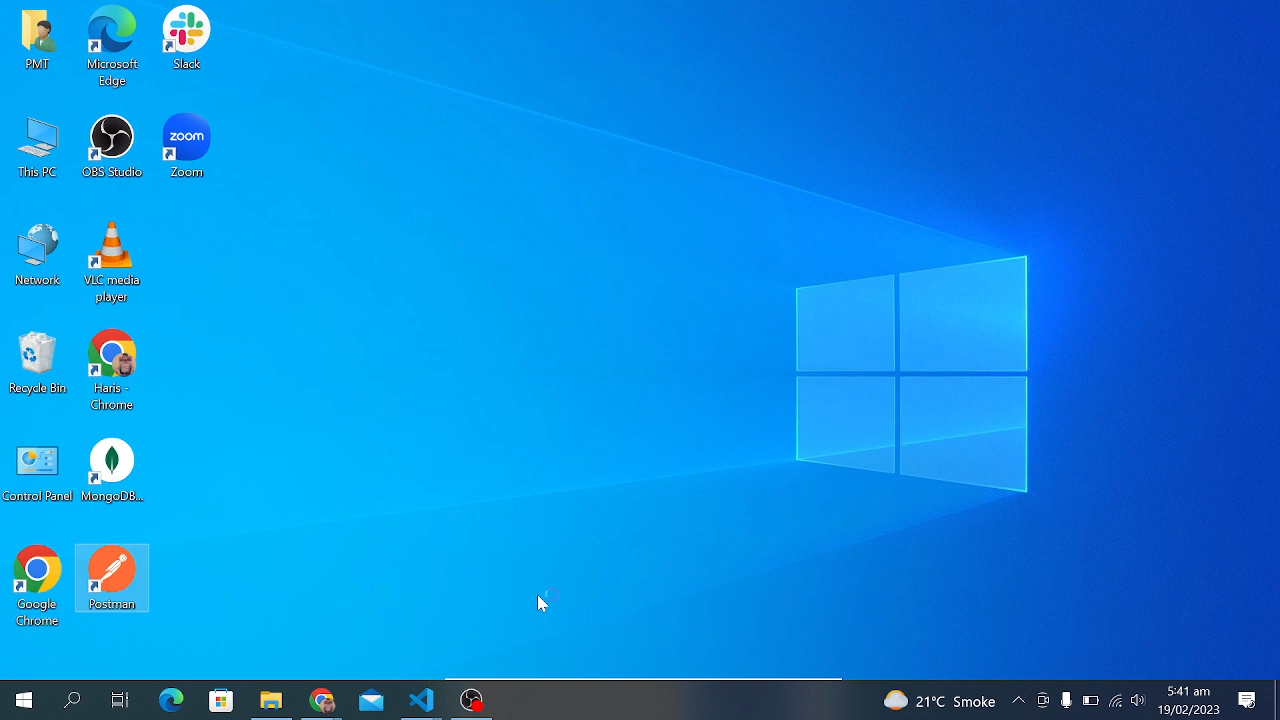 PMT
Microsoft
Edge
Slack
This PC
OBS Studio
zoom
Zoom
Network
VLC media
player
Recycle Bin
Haris -
Chrome
Control Panel
MongoDB...
Google
Chrome
Postman
21°C Smoke
5:41 am
19/02/2023